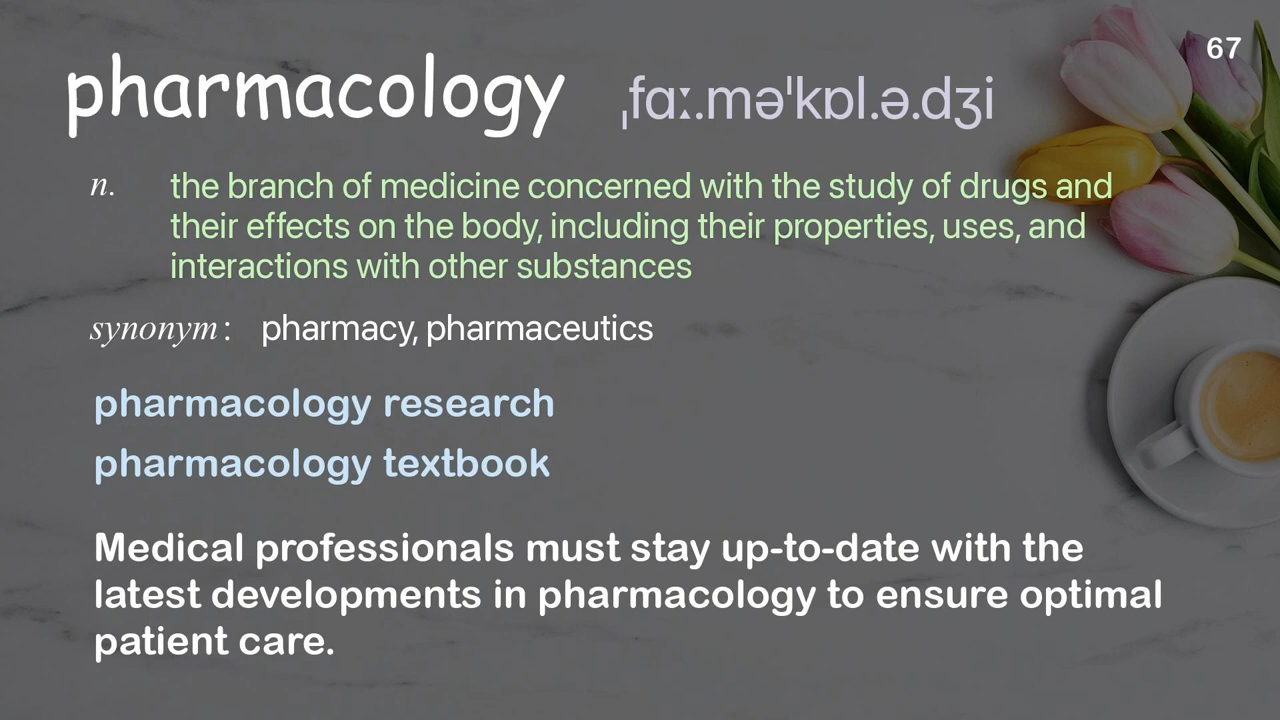 67
pharmacology ˌfɑː.məˈkɒl.ə.dʒi
n. the branch of medicine concerned with the study of drugs and
their effects on the body, including their properties, uses, and
interactions with other substances
synonym: pharmacy, pharmaceutics
pharmacology research
pharmacology textbook
Medical professionals must stay up-to-date with the
latest developments in pharmacology to ensure optimal
patient care.